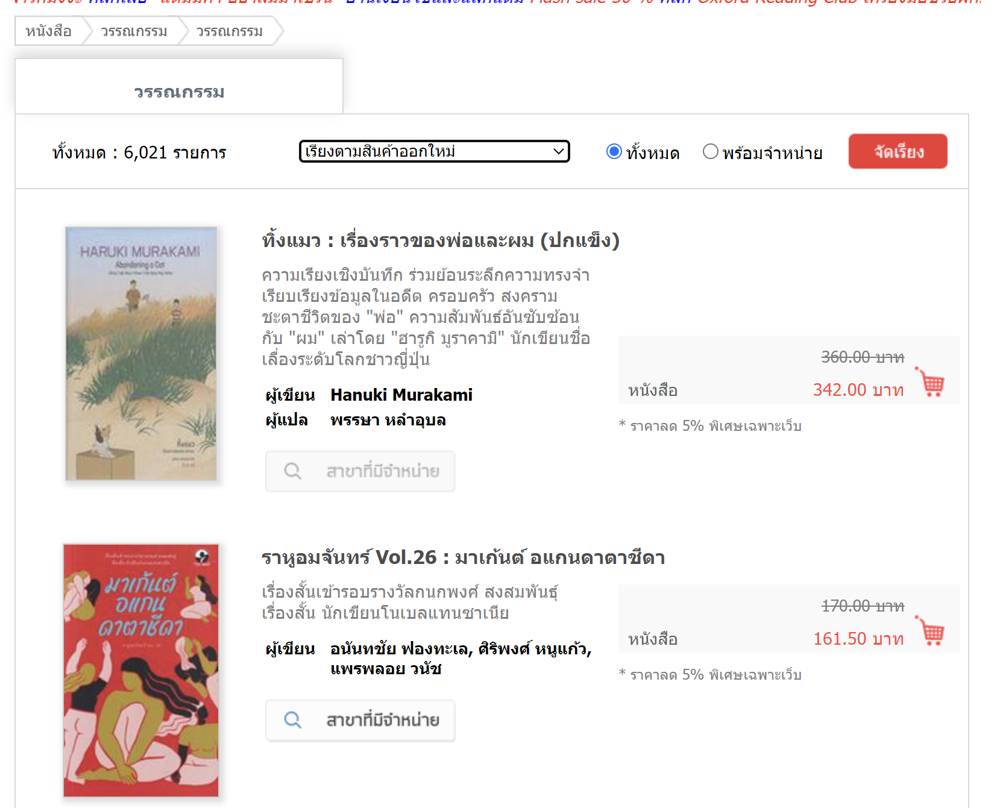 หนังสือ วรรณกรรม วรรณกรรม
วรรณกรรม
ทั้งหมด : 6,021 รายการ เรียงตามสินค้าออกใหม่ ทั้งหมด พร้อมจำหน่าย จัดเรียง
HARUKI MURAKAMI
Abandoning a Cat
ทิ้งแมว
ทิ้งแมว : เรื่องราวของพ่อและผม (ปกแข็ง)
ความเรียงเชิงบันทึก ร่วมย้อนระลึกความทรงจำ
เรียบเรียงข้อมูลในอดีต ครอบครัว สงคราม
ชะตาชีวิตของ "พ่อ" ความสัมพันธ์อันซับซ้อน
กับ "ผม" เล่าโดย "ฮารูกิ มูราคามิ" นักเขียนชื่อ
เลื่องระดับโลกชาวญี่ปุ่น
ผู้เขียน Hanuki Murakami
ผู้แปล พรรษา หลำอุบล
สาขาที่มีจำหน่าย
360.00 บาท
หนังสือ 342.00 บาท
* ราคาลด 5% พิเศษเฉพาะเว็บ
มาเก้นต์
อแกน
ดาตาชีดา
ราหูอมจันทร์ Vol.26 : มาเก้นต์ อแกนดาตาชีดา
เรื่องสั้นเข้ารอบรางวัลกนกพงศ์ สงสมพันธุ์
เรื่องสั้น นักเขียนโนเบลแทนซาเนีย
ผู้เขียน อนันทชัย ฟองทะเล, ศิริพงศ์ หนูแก้ว,
แพรพลอย วนัช
สาขาที่มีจำหน่าย
170.00 บาท
หนังสือ 161.50 บาท
* ราคาลด 5% พิเศษเฉพาะเว็บ